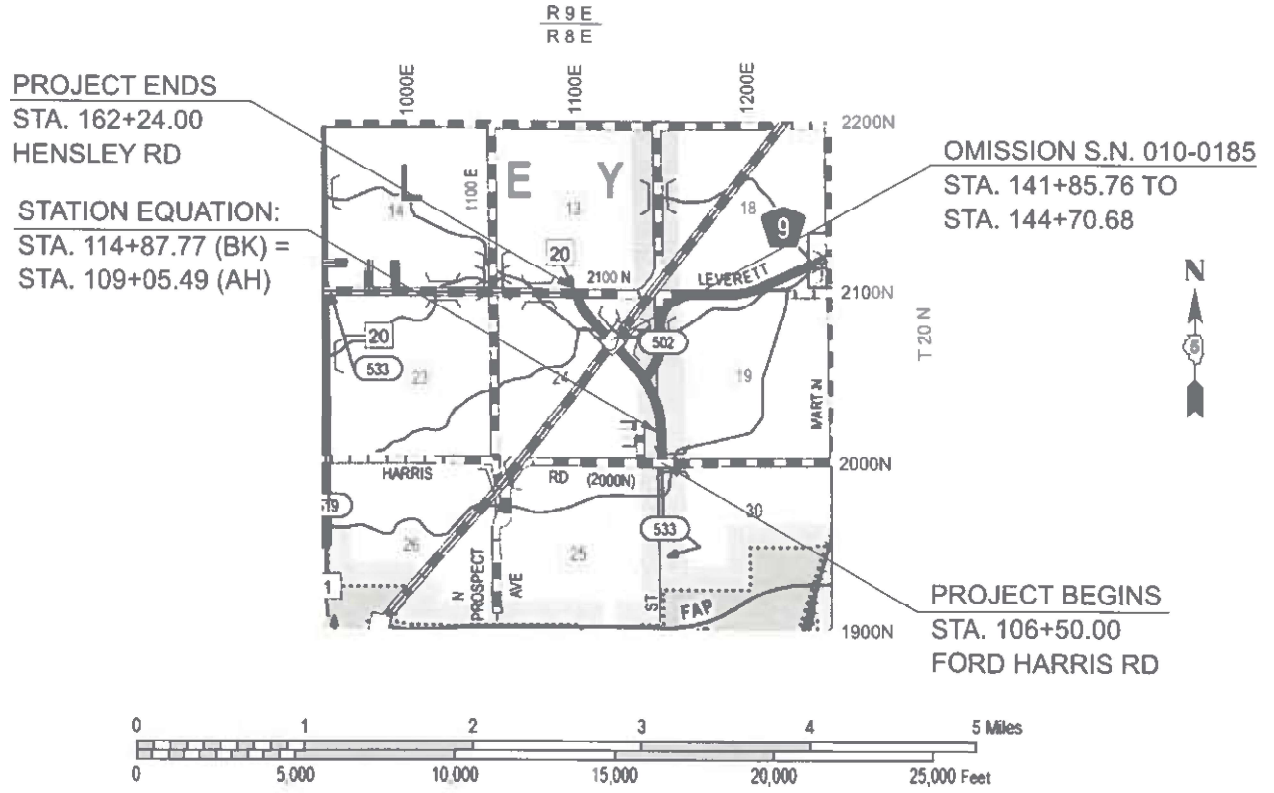 R 9 E
R 8 E
PROJECT ENDS
STA. 162+24.00
HENSLEY RD
STATION EQUATION:
STA. 114+87.77 (BK) =
STA. 109+05.49 (AH)
1000E
1100E
1200E
2200N
OMISSION S.N. 010-0185
STA. 141+85.76 TO
STA. 144+70.68
1100 E
E Y
14
13
18
9
20
2100 N
LEVERETT
2100N
T 20 N
N
20
533
502
23
24
19
MARTIN
HARRIS
RD (2000N)
2000N
533
30
26
25
N
PROSPECT
AVE
ST
FAP
1
1900N
PROJECT BEGINS
STA. 106+50.00
FORD HARRIS RD
0 1 2 3 4 5 Miles
0 5,000 10,000 15,000 20,000 25,000 Feet